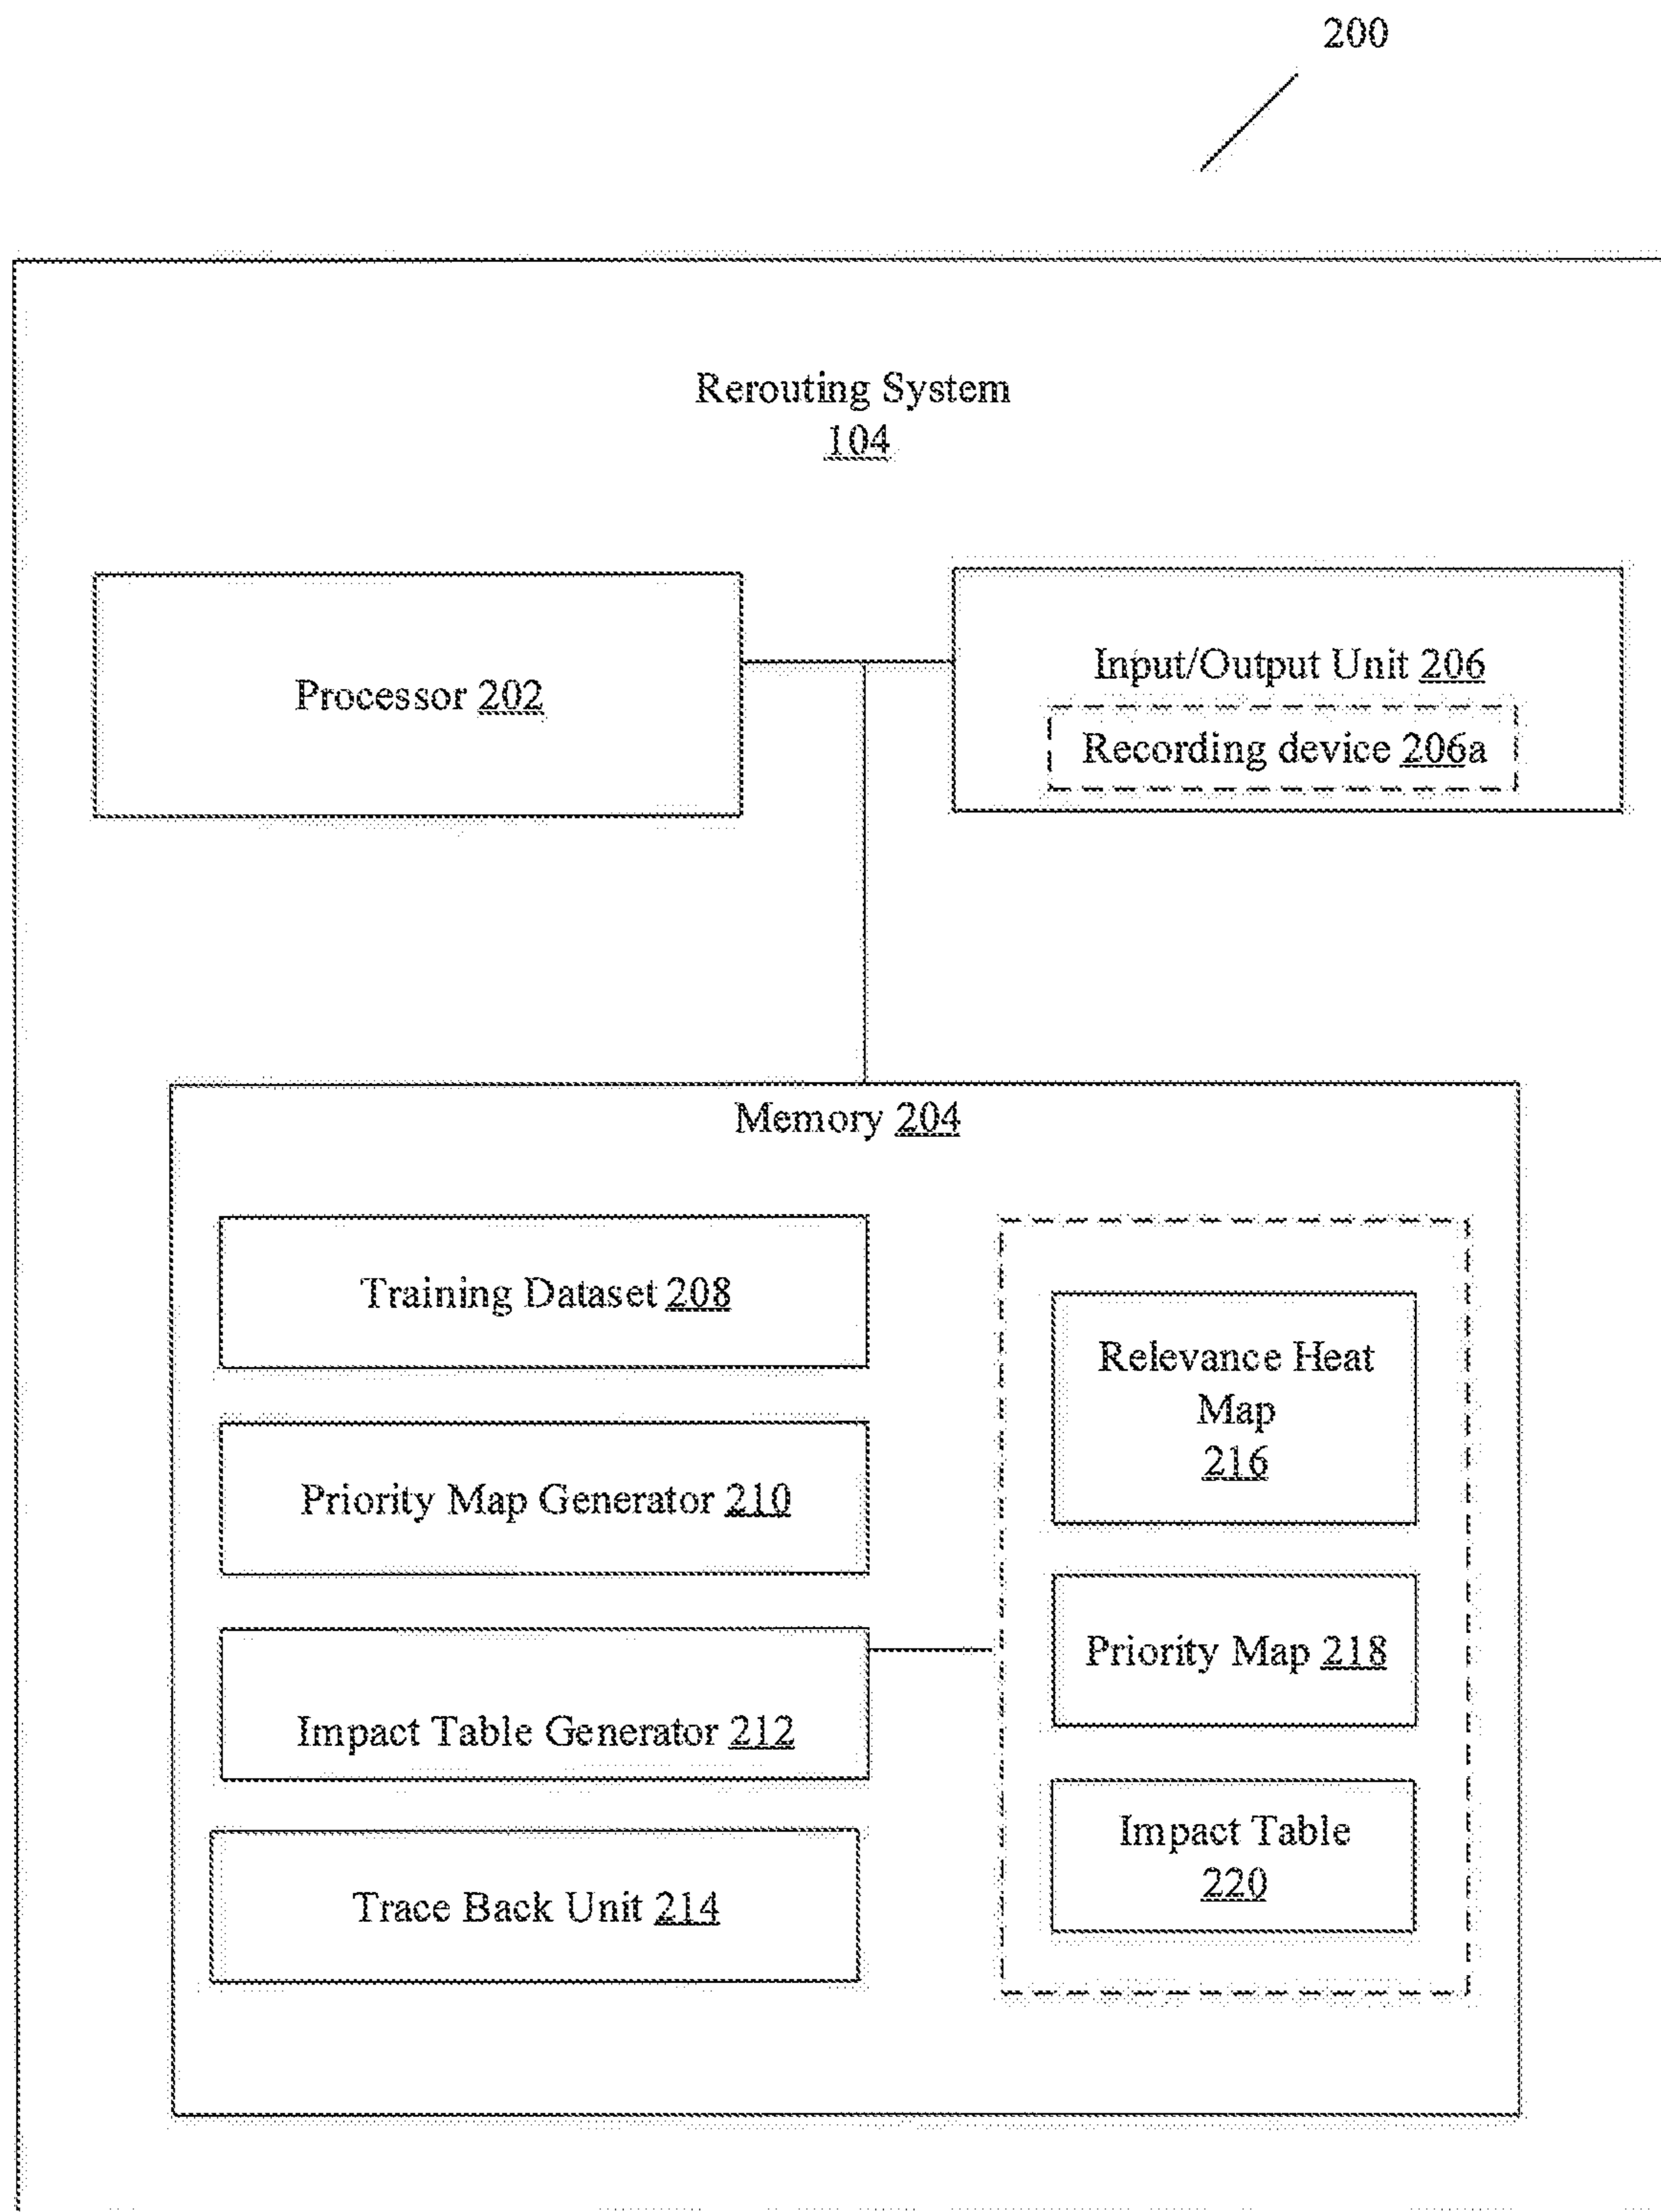 200
Rerouting System
104
Processor 202
Input/Output Unit 206
Recording device 206a
Memory 204
Training Dataset 208
Priority Map Generator 210
Impact Table Generator 212
Trace Back Unit 214
Relevance Heat
Map
216
Priority Map 218
Impact Table
220